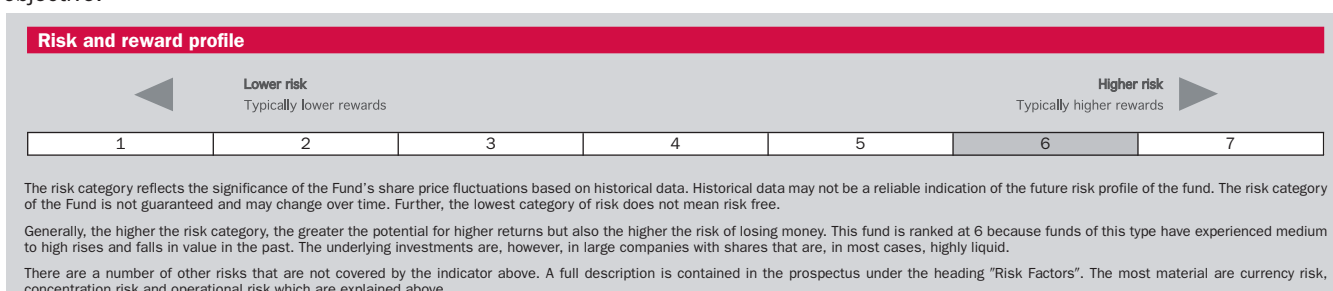 objective.
Risk and reward profile
Lower risk
Typically lower rewards
Higher risk
Typically higher rewards
1 2 3 4 5 6 7
The risk category reflects the significance of the Fund's share price fluctuations based on historical data. Historical data may not be a reliable indication of the future risk profile of the fund. The risk category
of the Fund is not guaranteed and may change over time. Further, the lowest category of risk does not mean risk free.
Generally, the higher the risk category, the greater the potential for higher returns but also the higher the risk of losing money. This fund is ranked at 6 because funds of this type have experienced medium
to high rises and falls in value in the past. The underlying investments are, however, in large companies with shares that are, in most cases, highly liquid.
There are a number of other risks that are not covered by the indicator above. A full description is contained in the prospectus under the heading "Risk Factors". The most material are currency risk,
concentration risk and operational risk which are explained above.